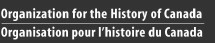 Organization for the History of Canada
Organisation pour l'histoire du Canada